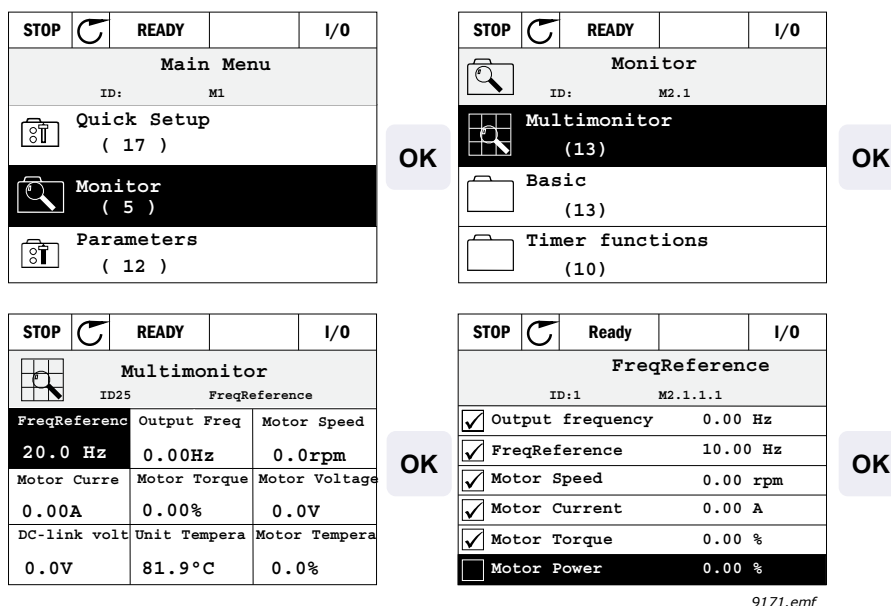 STOP READY I/O
Main Menu
ID: M1
Quick Setup
( 17 )
Monitor
( 5 )
Parameters
( 12 )
OK
STOP READY I/O
Monitor
ID: M2.1
Multimonitor
(13)
Basic
(13)
Timer functions
(10)
OK
STOP READY I/O
Multimonitor
ID25 FreqReference
FreqReferenc Output Freq Motor Speed
20.0 Hz 0.00Hz 0.0rpm
Motor Curre Motor Torque Motor Voltage
0.00A 0.00% 0.0V
DC-link volt Unit Tempera Motor Tempera
0.0V 81.9°C 0.0%
OK
STOP Ready I/O
FreqReference
ID:1 M2.1.1.1
Output frequency 0.00 Hz
FreqReference 10.00 Hz
Motor Speed 0.00 rpm
Motor Current 0.00 A
Motor Torque 0.00 %
Motor Power 0.00 %
OK
9171.emf